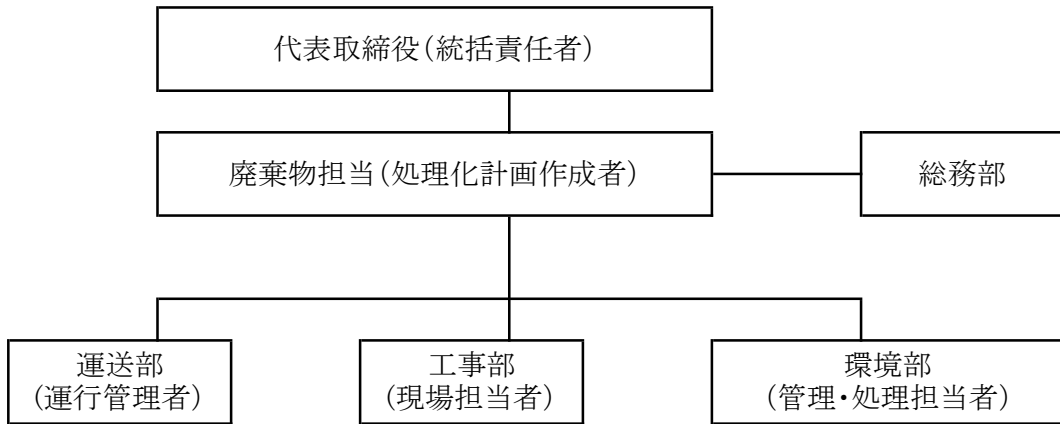 代表取締役(統括責任者)
廃棄物担当(処理化計画作成者)
総務部
運送部
(運行管理者)
工事部
(現場担当者)
環境部
(管理・処理担当者)